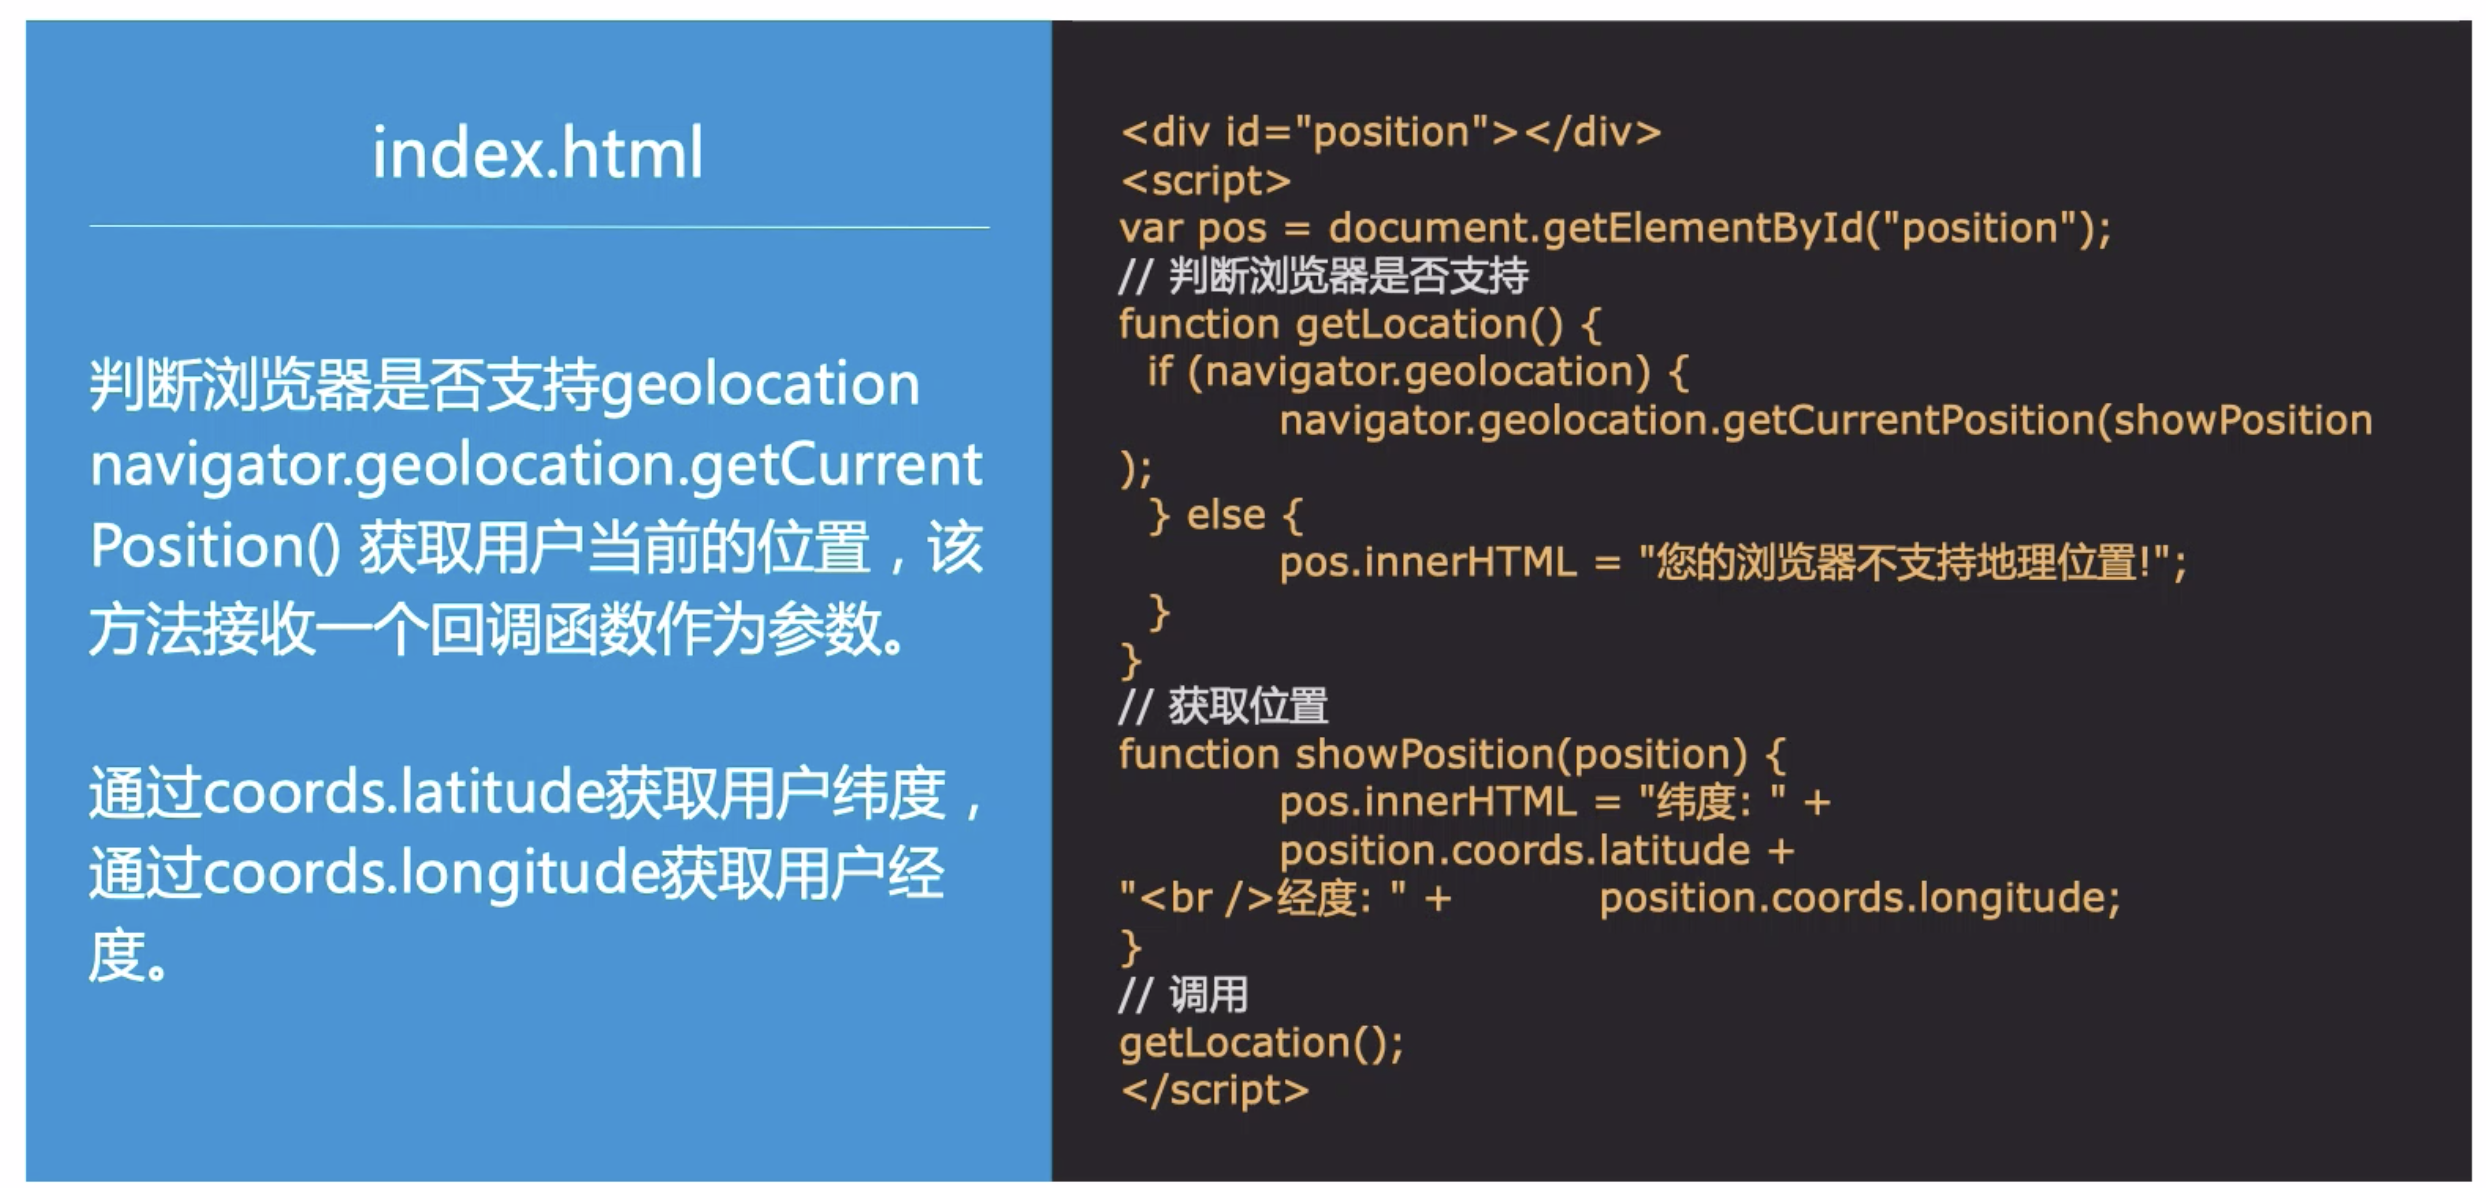 index.html
判断浏览器是否支持geolocation
navigator.geolocation.getCurrent
Position() 获取用户当前的位置，该
方法接收一个回调函数作为参数。
通过coords.latitude获取用户纬度，
通过coords.longitude获取用户经
度。
<div id="position"></div>
<script>
var pos = document.getElementById("position");
// 判断浏览器是否支持
function getLocation() {
  if (navigator.geolocation) {
        navigator.geolocation.getCurrentPosition(showPosition
);
  } else {
        pos.innerHTML = "您的浏览器不支持地理位置!";
  }
}
// 获取位置
function showPosition(position) {
        pos.innerHTML = "纬度: " +
        position.coords.latitude +
"<br />经度: " +        position.coords.longitude;
}
// 调用
getLocation();
</script>